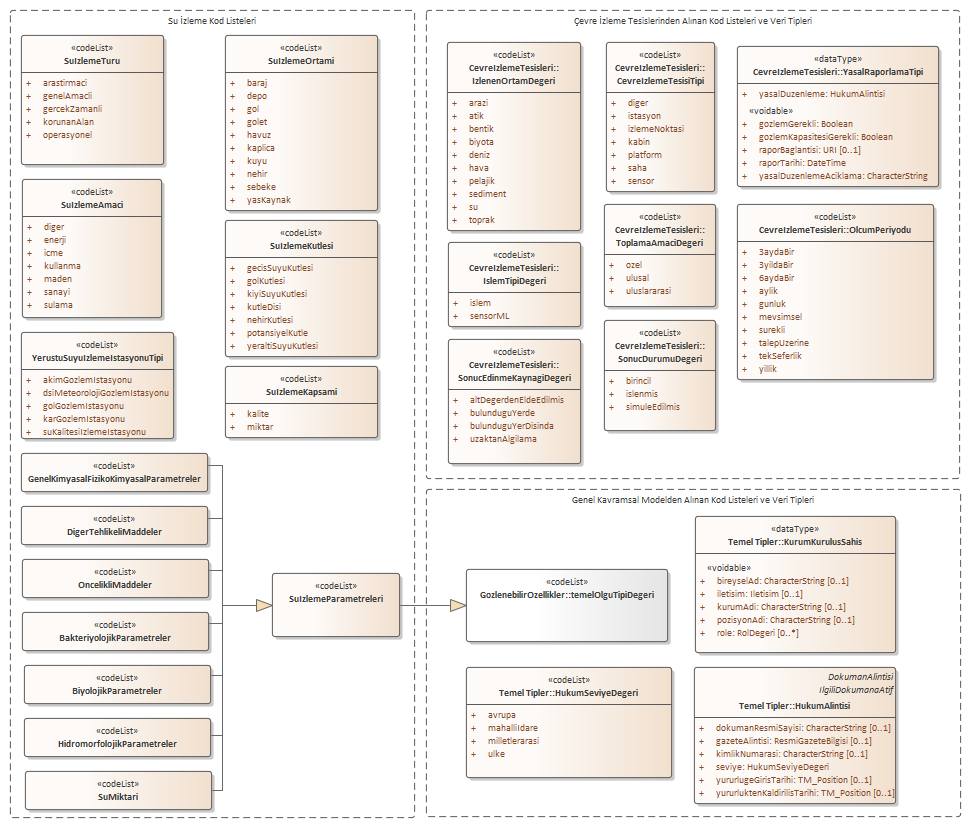 Su İzleme Kod Listeleri
«codeList»
SuIzlemeTuru
+ arastirmaci
+ genelAmacli
+ gercekZamanli
+ korunanAlan
+ operasyonel
«codeList»
SuIzlemeOrtami
+ baraj
+ depo
+ gol
+ golet
+ havuz
+ kaplica
+ kuyu
+ nehir
+ sebeke
+ yasKaynak
«codeList»
SuIzlemeAmaci
+ diger
+ enerji
+ icme
+ kullanma
+ maden
+ sanayi
+ sulama
«codeList»
SuIzlemeKutlesi
+ gecisSuyuKutlesi
+ golKutlesi
+ kiyiSuyuKutlesi
+ kutleDisi
+ nehirKutlesi
+ potansiyelKutle
+ yeraltiSuyuKutlesi
«codeList»
YerustuSuyuIzlemeIstasyonuTipi
+ akimGozlemIstasyonu
+ dsiMeteorolojiGozlemIstasyonu
+ golGozlemIstasyonu
+ karGozlemIstasyonu
+ suKalitesiIzlemeIstasyonu
«codeList»
SuIzlemeKapsami
+ kalite
+ miktar
«codeList»
GenelKimyasalFizikoKimyasalParametreler
«codeList»
DigerTehlikeliMaddeler
«codeList»
OncelikliMaddeler
«codeList»
BakteriyolojikParametreler
«codeList»
BiyolojikParametreler
«codeList»
HidromorfolojikParametreler
«codeList»
SuMiktari
«codeList»
SuIzlemeParametreleri
Çevre İzleme Tesislerinden Alınan Kod Listeleri ve Veri Tipleri
«codeList»
CevreIzlemeTesisleri::
IzlenenOrtamDegeri
+ arazi
+ atik
+ bentik
+ biyota
+ deniz
+ hava
+ pelajik
+ sediment
+ su
+ toprak
«codeList»
CevreIzlemeTesisleri::
CevreIzlemeTesisiTipi
+ diger
+ istasyon
+ izlemeNoktasi
+ kabin
+ platform
+ saha
+ sensor
«dataType»
CevreIzlemeTesisleri::YasalRaporlamaTipi
+ yasalDuzenleme: HukumAlintisi
«voidable»
+ gozlemGerekli: Boolean
+ gozlemKapasitesiGerekli: Boolean
+ raporBaglantisi: URI [0..1]
+ raporTarihi: DateTime
+ yasalDuzenlemeAciklama: CharacterString
«codeList»
CevreIzlemeTesisleri::
IslemTipiDegeri
+ islem
+ sensorML
«codeList»
CevreIzlemeTesisleri::
ToplamaAmaciDegeri
+ ozel
+ ulusal
+ uluslararasi
«codeList»
CevreIzlemeTesisleri::OlcumPeriyodu
+ 3aydaBir
+ 3yildaBir
+ 6aydaBir
+ aylik
+ gunluk
+ mevsimsel
+ surekli
+ talepUzerine
+ tekSeferlik
+ yillik
«codeList»
CevreIzlemeTesisleri::
SonucEdinmeKaynagiDegeri
+ altDegerdenEldeEdilmis
+ bulunduguYerde
+ bulunduguYerDisinda
+ uzaktanAlgilama
«codeList»
CevreIzlemeTesisleri::
SonucDurumuDegeri
+ birincil
+ islenmis
+ simuleEdilmis
Genel Kavramsal Modelden Alınan Kod Listeleri ve Veri Tipleri
«codeList»
GozlenebilirOzellikler::temelOlguTipiDegeri
«dataType»
Temel Tipler::KurumKurulusSahis
«voidable»
+ bireyselAd: CharacterString [0..1]
+ iletisim: Iletisim [0..1]
+ kurumAdi: CharacterString [0..1]
+ pozisyonAdi: CharacterString [0..1]
+ role: RolDegeri [0..*]
«codeList»
Temel Tipler::HukumSeviyeDegeri
+ avrupa
+ mahalliIdare
+ milletlerarasi
+ ulke
DokumanAlintisi
IlgiliDokumanaAtif
Temel Tipler::HukumAlintisi
+ dokumanResmiSayisi: CharacterString [0..1]
+ gazeteAlintisi: ResmiGazeteBilgisi [0..1]
+ kimlikNumarasi: CharacterString [0..1]
+ seviye: HukumSeviyeDegeri
+ yururlugeGirisTarihi: TM_Position [0..1]
+ yururluktenKaldirilisTarihi: TM_Position [0..1]